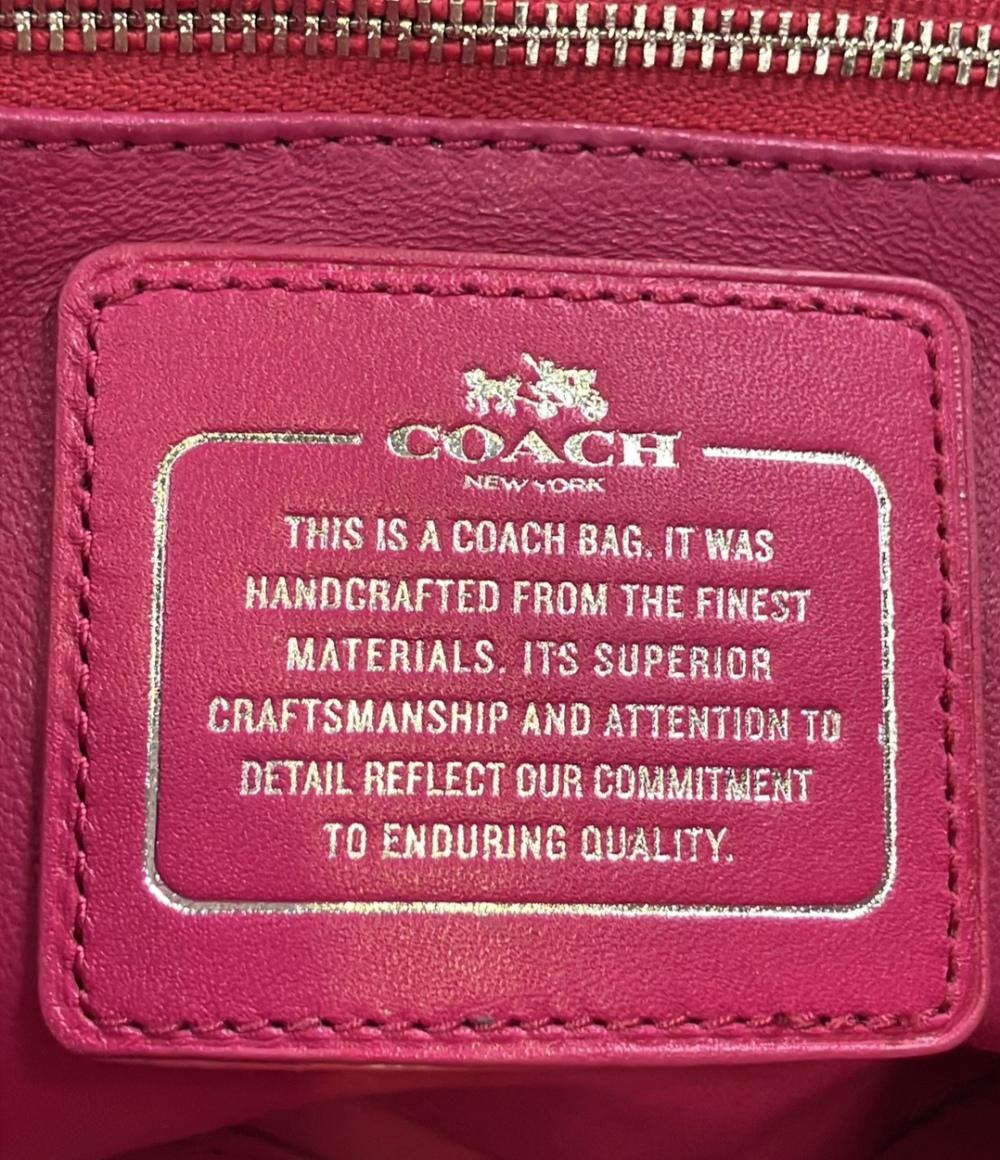 COACH
NEW YORK
THIS IS A COACH BAG. IT WAS
HANDCRAFTED FROM THE FINEST
MATERIALS. ITS SUPERIOR
CRAFTSMANSHIP AND ATTENTION TO
DETAIL REFLECT OUR COMMITMENT
TO ENDURING QUALITY.